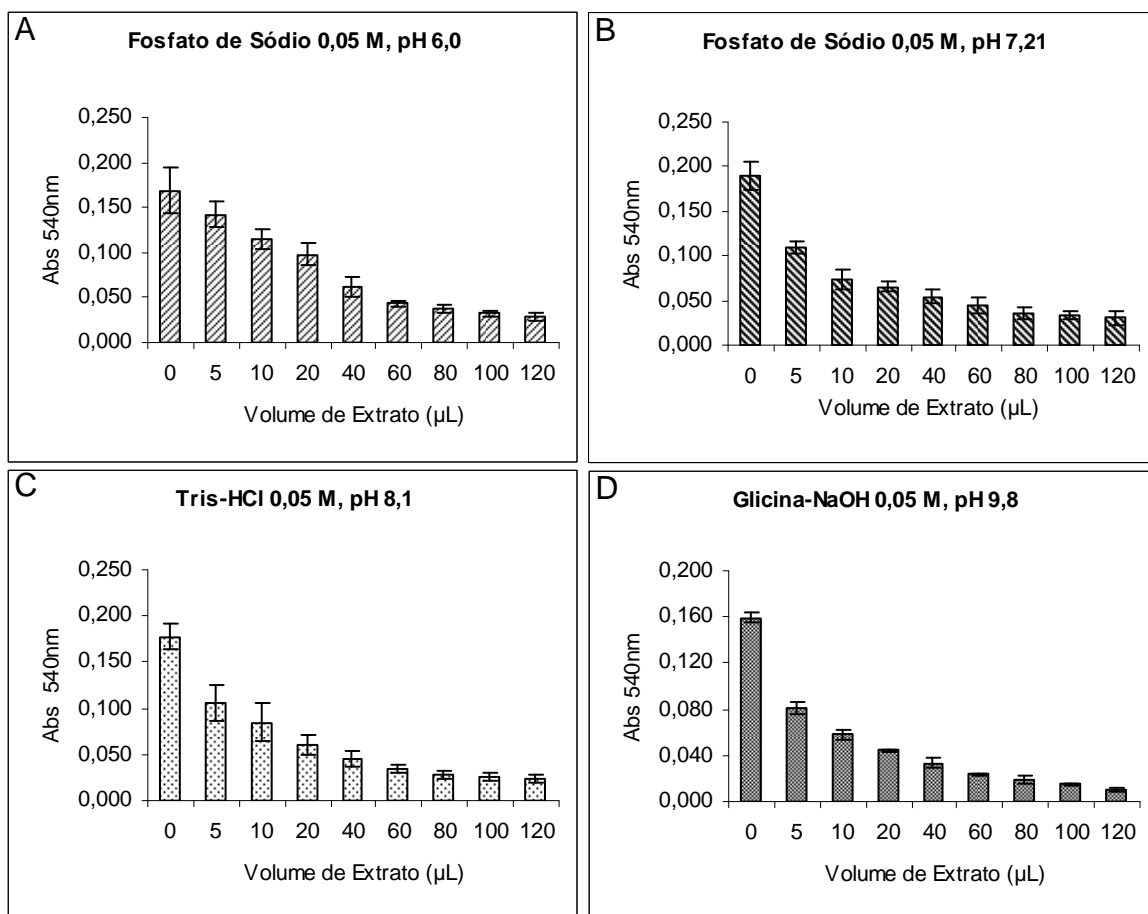 A
Fosfato de Sódio 0,05 M, pH 6,0
0,250
0,200
0,150
0,100
0,050
0,000
Abs 540nm
0 5 10 20 40 60 80 100 120
Volume de Extrato (µL)
B
Fosfato de Sódio 0,05 M, pH 7,21
0,250
0,200
0,150
0,100
0,050
0,000
Abs 540nm
0 5 10 20 40 60 80 100 120
Volume de Extrato (µL)
C
Tris-HCl 0,05 M, pH 8,1
0,250
0,200
0,150
0,100
0,050
0,000
Abs 540nm
0 5 10 20 40 60 80 100 120
Volume de Extrato (µL)
D
Glicina-NaOH 0,05 M, pH 9,8
0,200
0,160
0,120
0,080
0,040
0,000
Abs 540nm
0 5 10 20 40 60 80 100 120
Volume de Extrato (µL)